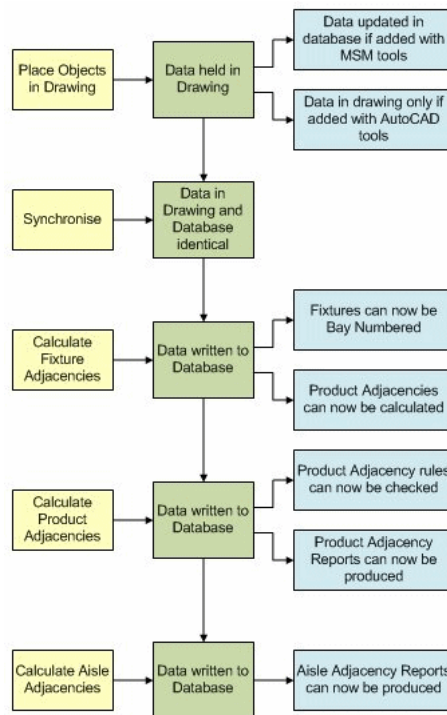 Place Objects
in Drawing
Data held in
Drawing
Data updated in
database if added with
MSM tools
Data in drawing only if
added with AutoCAD
tools
Synchronise
Data in
Drawing and
Database
identical
Calculate
Fixture
Adjacencies
Data written to
Database
Fixtures can now be
Bay Numbered
Product Adjacencies
can now be calculated
Calculate
Product
Adjacencies
Data written to
Database
Product Adjacency rules
can now be checked
Product Adjacency
Reports can now be
produced
Calculate Aisle
Adjacencies
Data written to
Database
Aisle Adjacency Reports
can now be produced